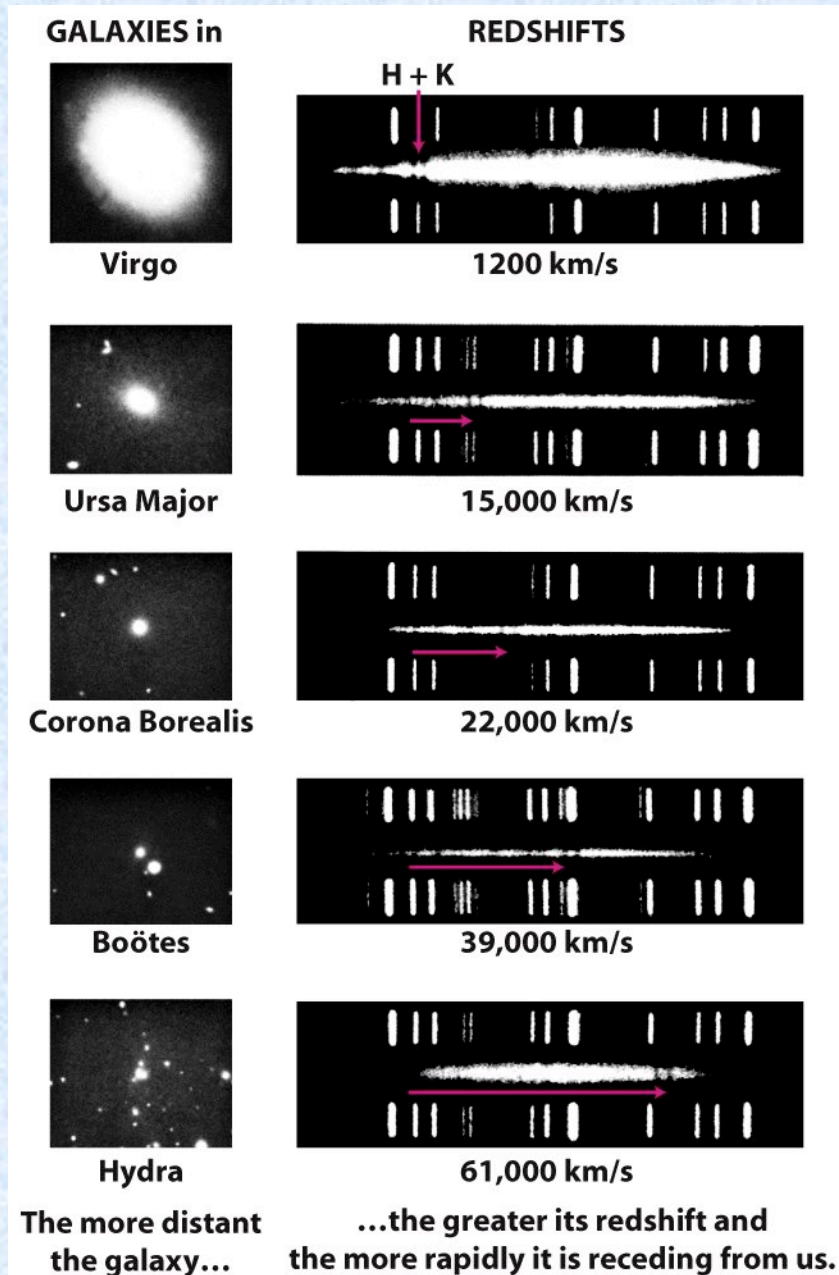 GALAXIES in
REDSHIFTS
H + K
Virgo
1200 km/s
Ursa Major
15,000 km/s
Corona Borealis
22,000 km/s
Boötes
39,000 km/s
Hydra
61,000 km/s
The more distant
the galaxy...
...the greater its redshift and
the more rapidly it is receding from us.